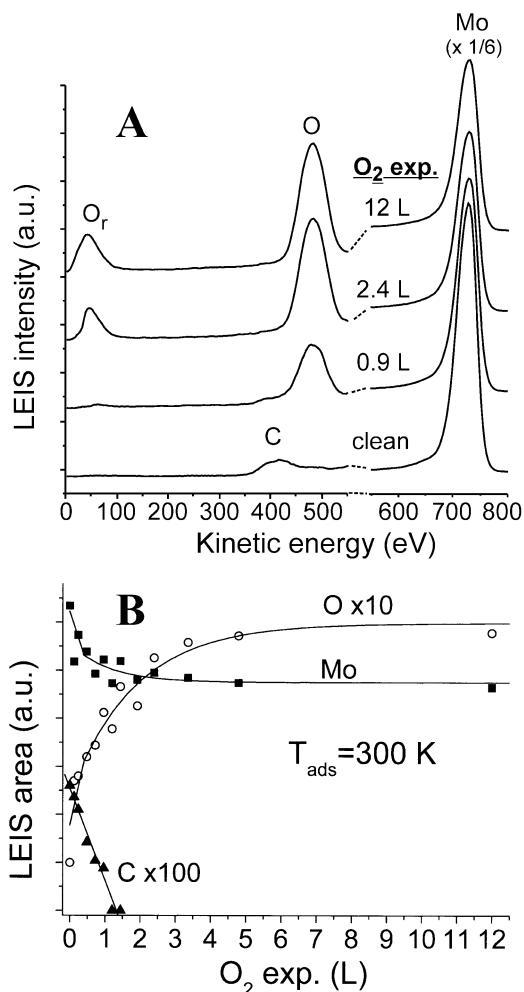 Mo
(x 1/6)
A
O
O₂ exp.
12 L
Oᵣ
2.4 L
0.9 L
C
clean
LEIS intensity (a.u.)
0 100 200 300 400 500 600 700 800
Kinetic energy (eV)
B
O x10
Mo
T_ads=300 K
C x100
LEIS area (a.u.)
0 1 2 3 4 5 6 7 8 9 10 11 12
O₂ exp. (L)